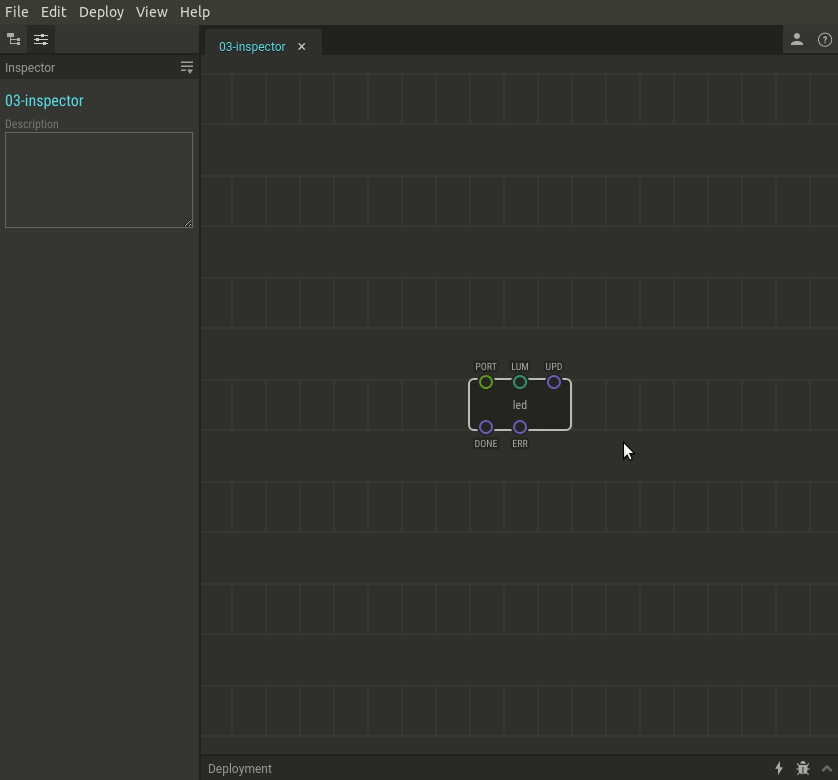 File Edit Deploy View Help
03-inspector
Inspector
03-inspector
Description
PORT LUM UPD
led
DONE ERR
Deployment